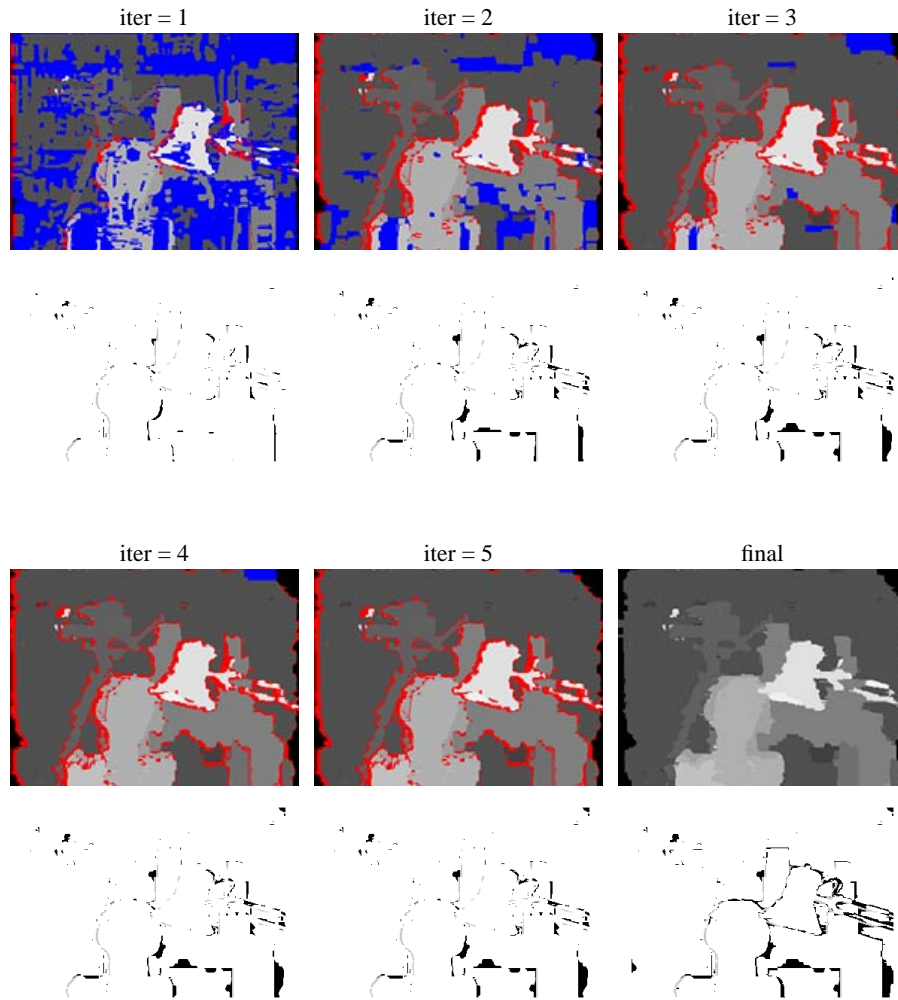 iter = 1
iter = 2
iter = 3
iter = 4
iter = 5
final